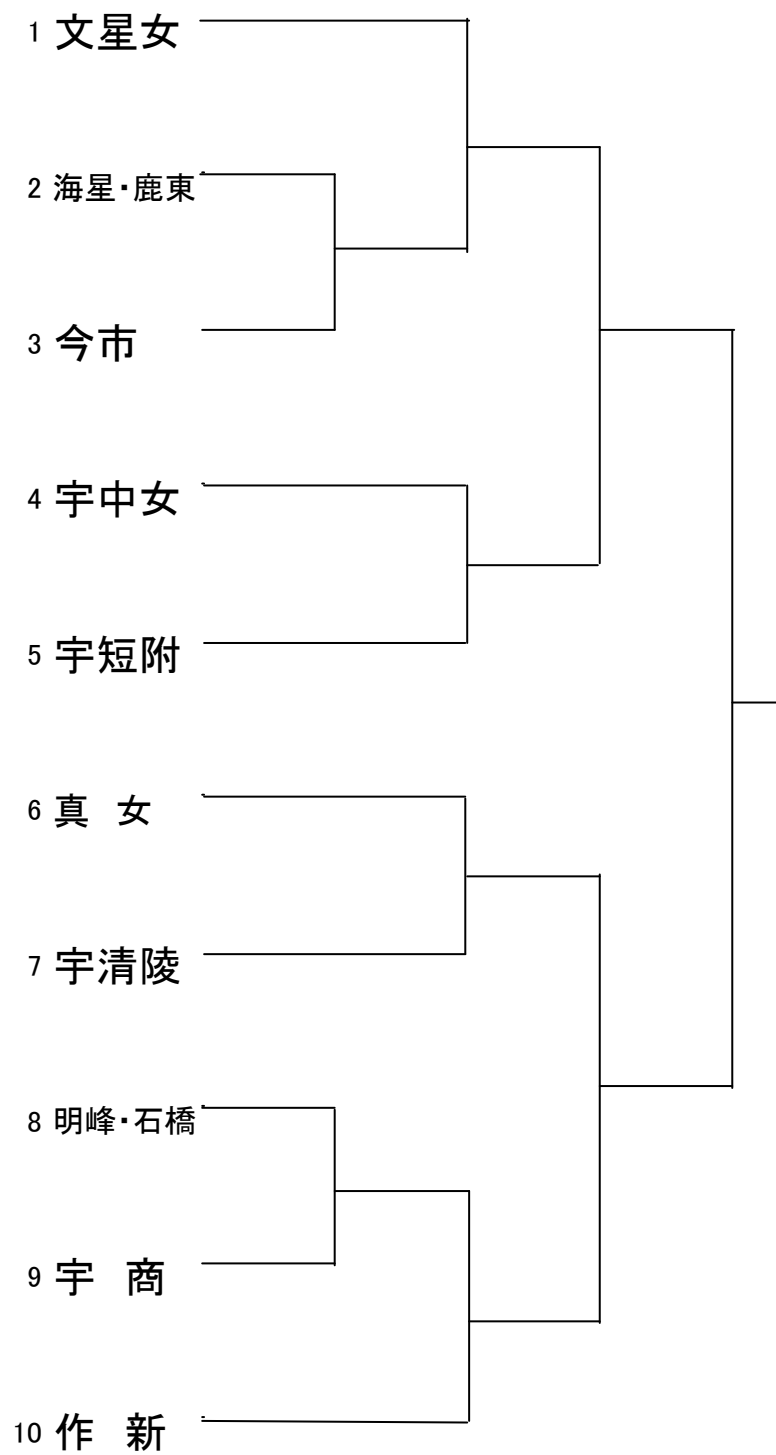 1 文星女
2 海星・鹿東
3 今市
4 宇中女
5 宇短附
6 真 女
7 宇清陵
8 明峰・石橋
9 宇 商
10 作 新